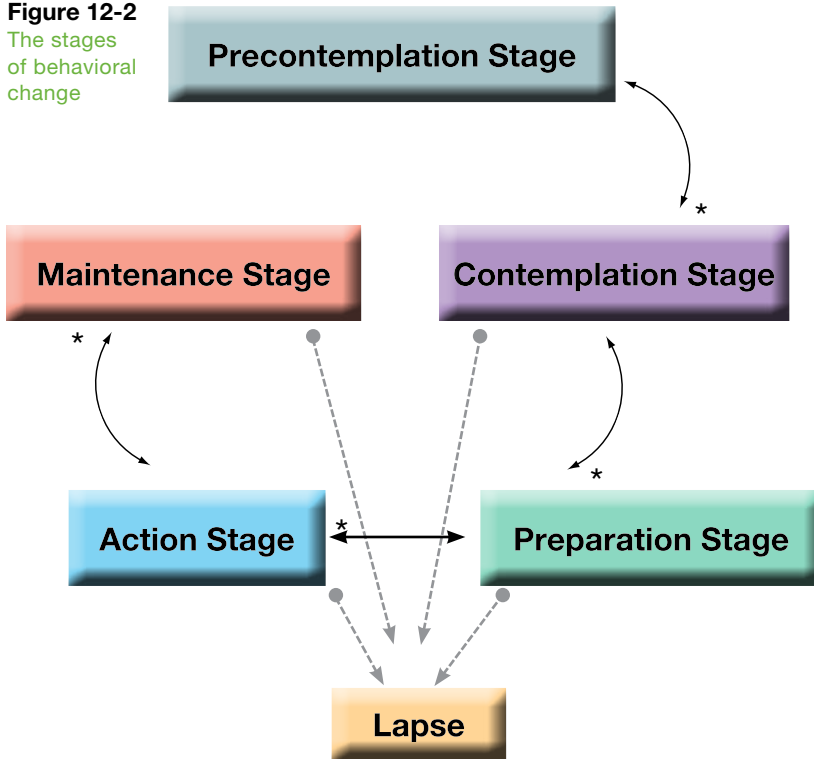 Figure 12-2
The stages
of behavioral
change
Precontemplation Stage
*
Maintenance Stage
Contemplation Stage
*
*
Action Stage
*
Preparation Stage
Lapse